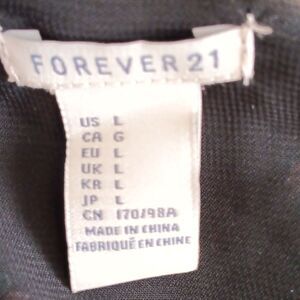 FOREVER 21
US L
CA G
EU L
UK L
KR L
JP L
CN 170/98A
MADE IN CHINA
FABRIQUÉ EN CHINE